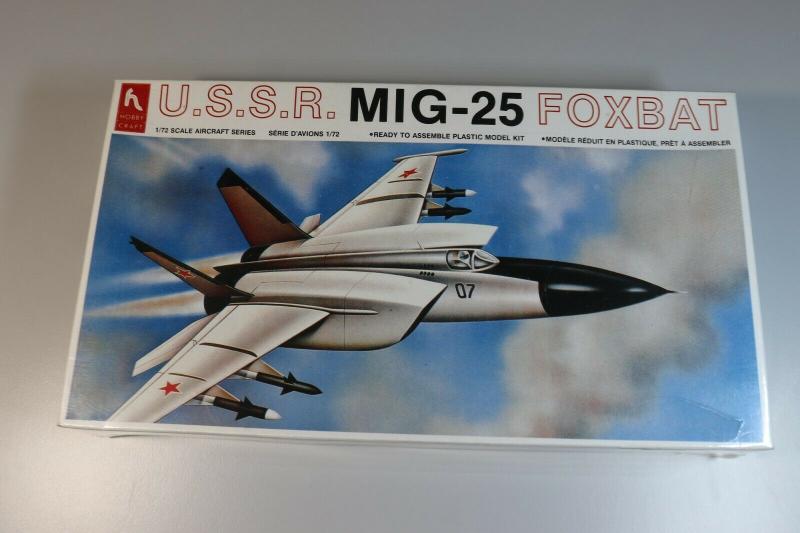 h
HOBBY
CRAFT
U.S.S.R. MIG-25 FOXBAT
1/72 SCALE AIRCRAFT SERIES SÉRIE D'AVIONS 1/72 •READY TO ASSEMBLE PLASTIC MODEL KIT •MODÈLE RÉDUIT EN PLASTIQUE, PRÊT A ASSEMBLER
07